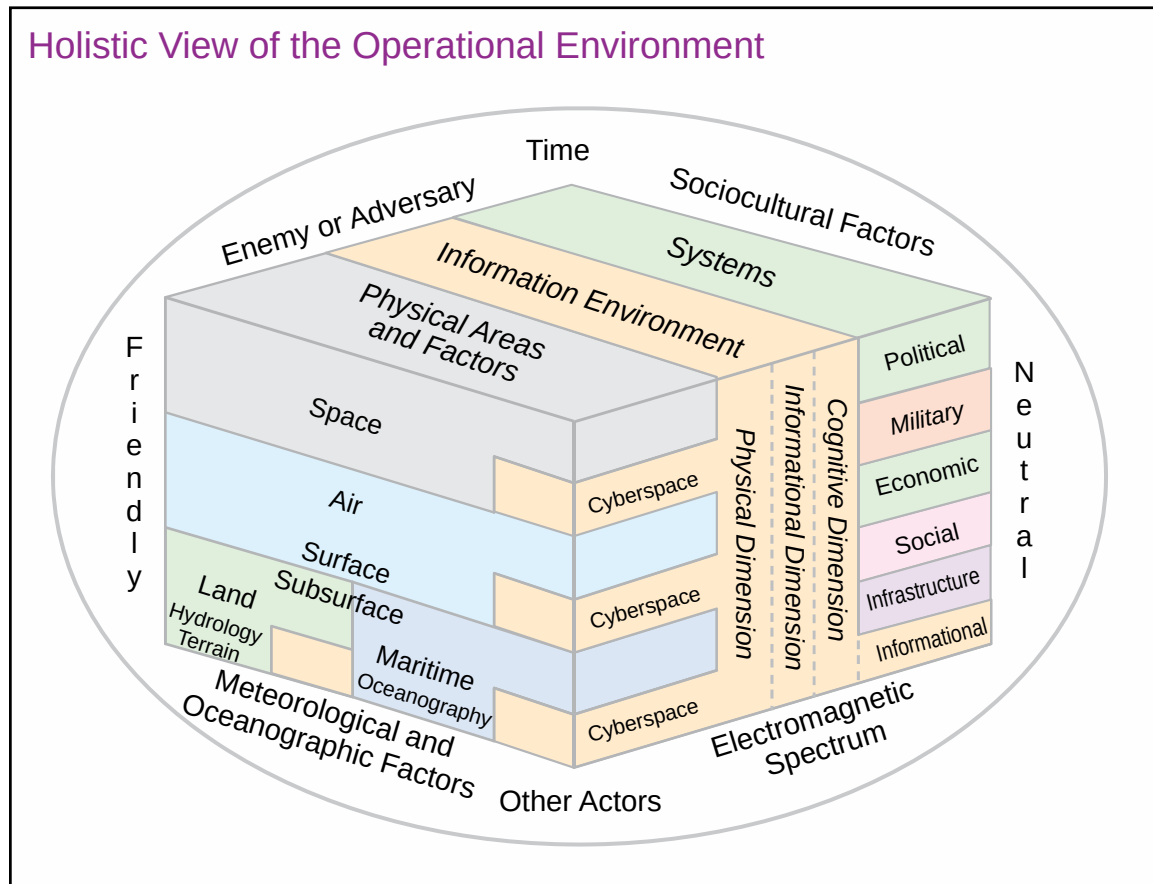 Holistic View of the Operational Environment
Time
Enemy or Adversary
Sociocultural Factors
Systems
Information Environment
Physical Areas
and Factors
Friendly
Neutral
Space
Air
Surface
Subsurface
Land
Hydrology
Terrain
Maritime
Oceanography
Cyberspace
Cyberspace
Cyberspace
Physical Dimension
Informational Dimension
Cognitive Dimension
Political
Military
Economic
Social
Infrastructure
Informational
Meteorological and
Oceanographic Factors
Electromagnetic
Spectrum
Other Actors